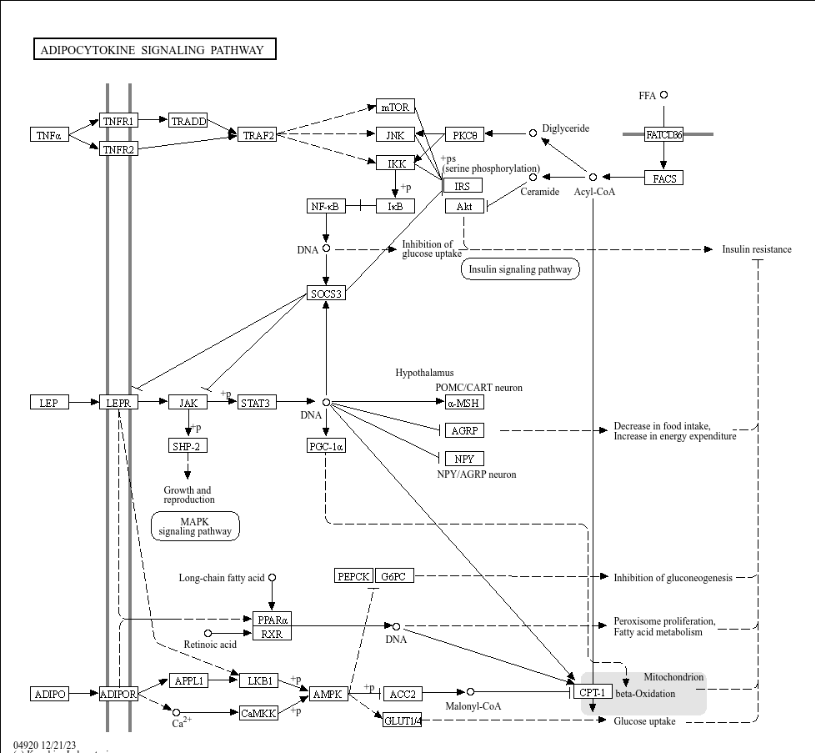 ADIPOCYTOKINE SIGNALING PATHWAY
FFA
TNFα
TNFR1
TRADD
TNFR2
TRAF2
mTOR
JNK
PKCθ
Diglyceride
FATCD36
IKK
+ps
(serine phosphorylation)
+p
IRS
Ceramide
Acyl-CoA
FACS
NF-κB
IκB
Akt
DNA
Inhibition of
glucose uptake
Insulin resistance
Insulin signaling pathway
SOCS3
Hypothalamus
POMC/CART neuron
LEP
LEPR
JAK
+p
STAT3
DNA
α-MSH
+p
AGRP
Decrease in food intake,
Increase in energy expenditure
SHP-2
PGC-1α
NPY
NPY/AGRP neuron
Growth and
reproduction
MAPK
signaling pathway
Long-chain fatty acid
PEPCK
G6PC
Inhibition of gluconeogenesis
PPARα
RXR
Retinoic acid
DNA
Peroxisome proliferation,
Fatty acid metabolism
APPL1
LKB1
+p
Mitochondrion
ADIPO
ADIPOR
AMPK
+p
ACC2
Malonyl-CoA
CPT-1
beta-Oxidation
Ca2+
CaMKK
+p
GLUT1/4
Glucose uptake
04920 12/21/23